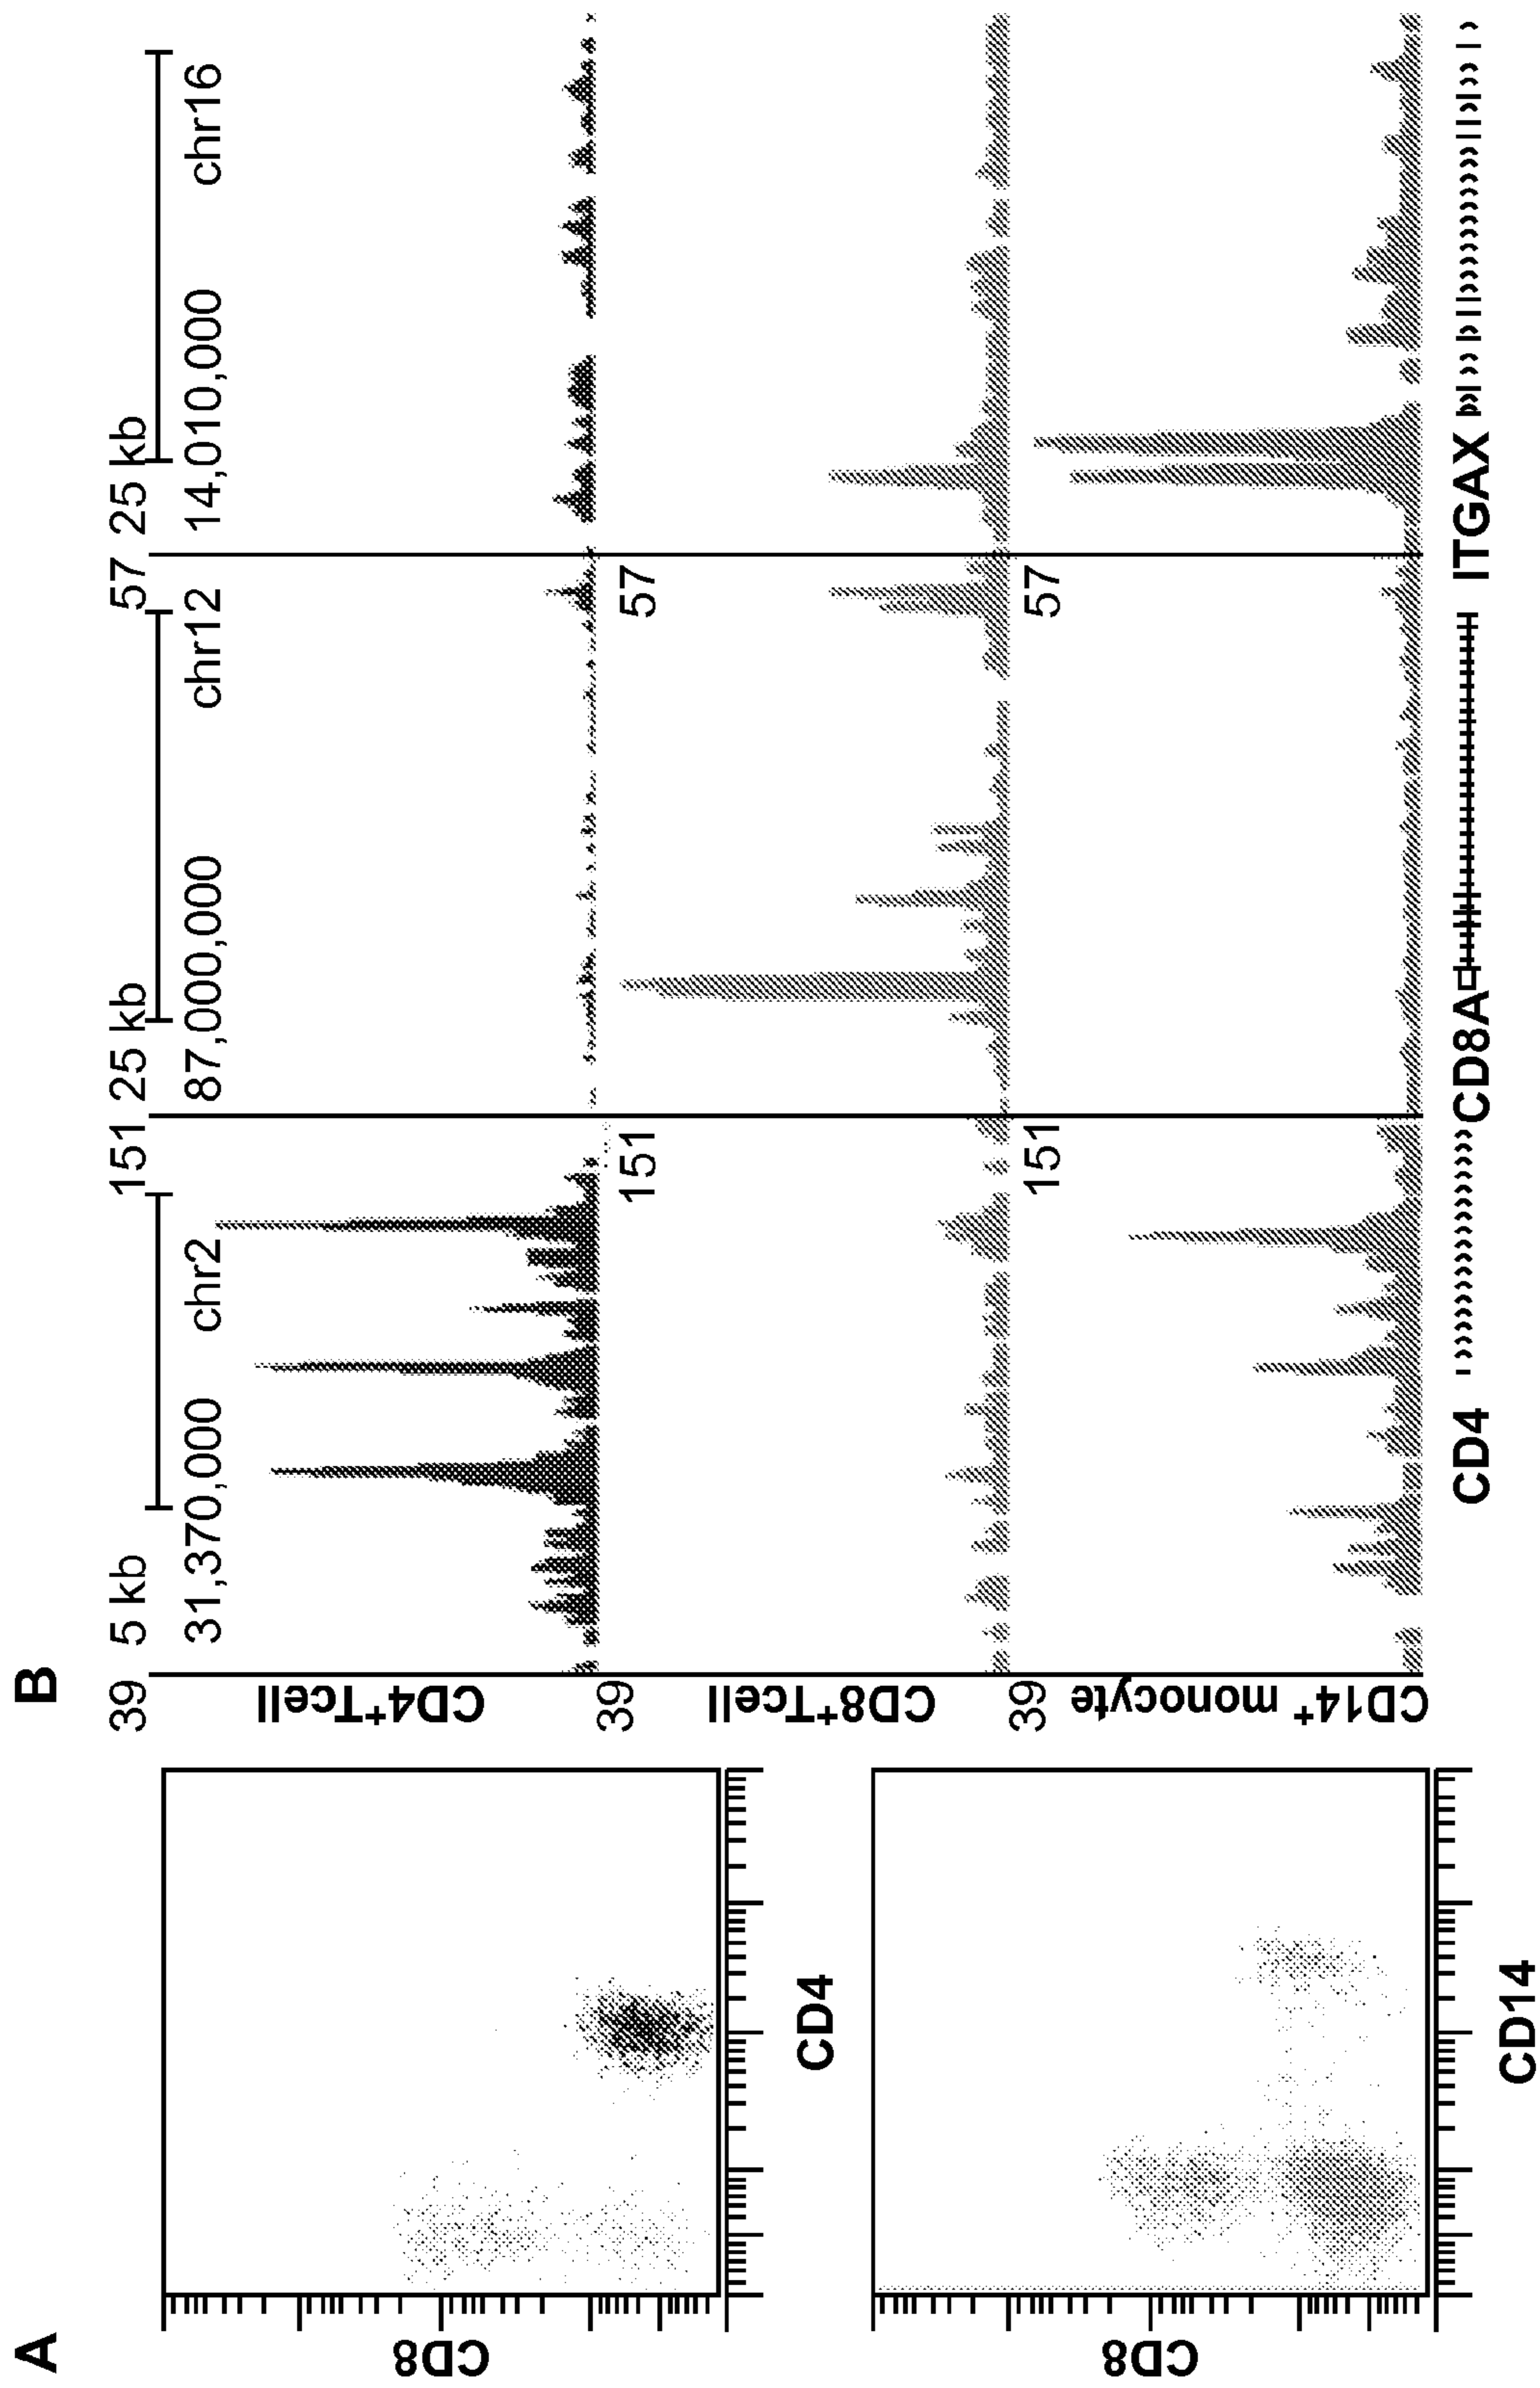 A
CD8
CD4
CD8
CD14
B
39 5 kb 151 25 kb 57 25 kb
31,370,000 chr2 87,000,000 chr12 14,010,000 chr16
CD4⁺Tcell
39 151 57
CD8⁺Tcell
39 151 57
CD14⁺ monocyte
CD4 CD8A ITGAX